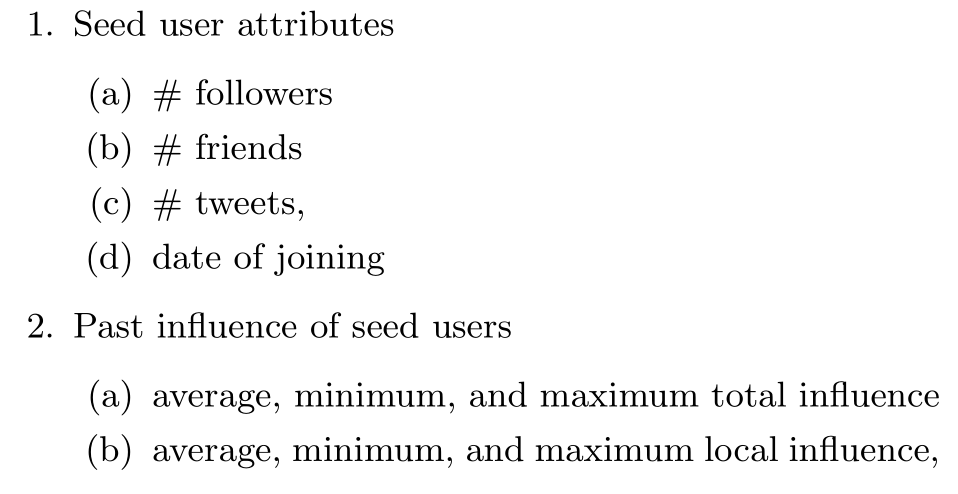 1. Seed user attributes
(a) # followers
(b) # friends
(c) # tweets,
(d) date of joining
2. Past influence of seed users
(a) average, minimum, and maximum total influence
(b) average, minimum, and maximum local influence,